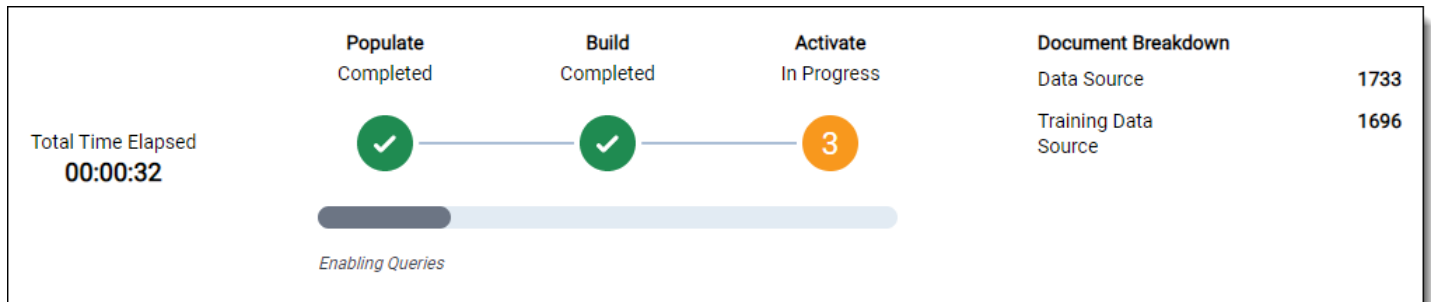 Populate
Completed
Build
Completed
Activate
In Progress
3
Total Time Elapsed
00:00:32
Enabling Queries
Document Breakdown
Data Source 1733
Training Data 1696
Source